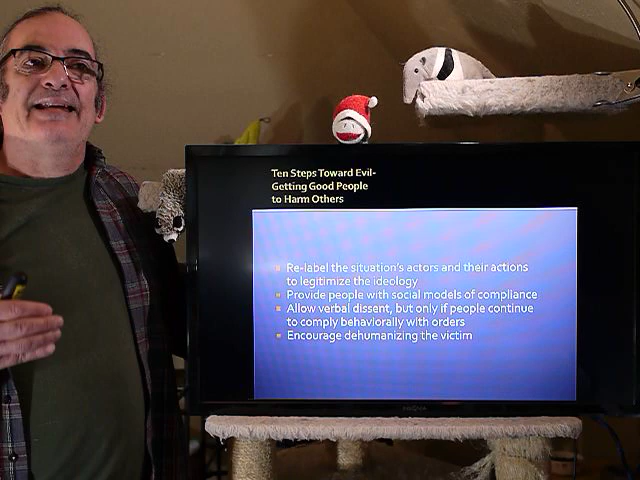 Ten Steps Toward Evil-
Getting Good People
to Harm Others
Re-label the situation's actors and their actions
to legitimize the ideology
Provide people with social models of compliance
Allow verbal dissent, but only if people continue
to comply behaviorally with orders
Encourage dehumanizing the victim
INSIGNIA